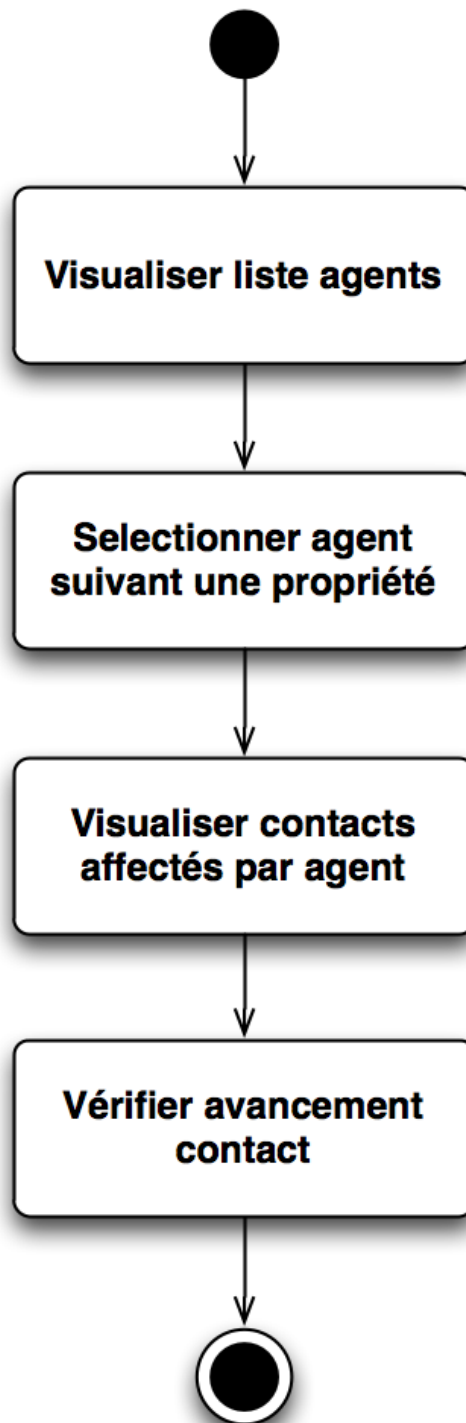 Visualiser liste agents
Selectionner agent
suivant une propriété
Visualiser contacts
affectés par agent
Vérifier avancement
contact